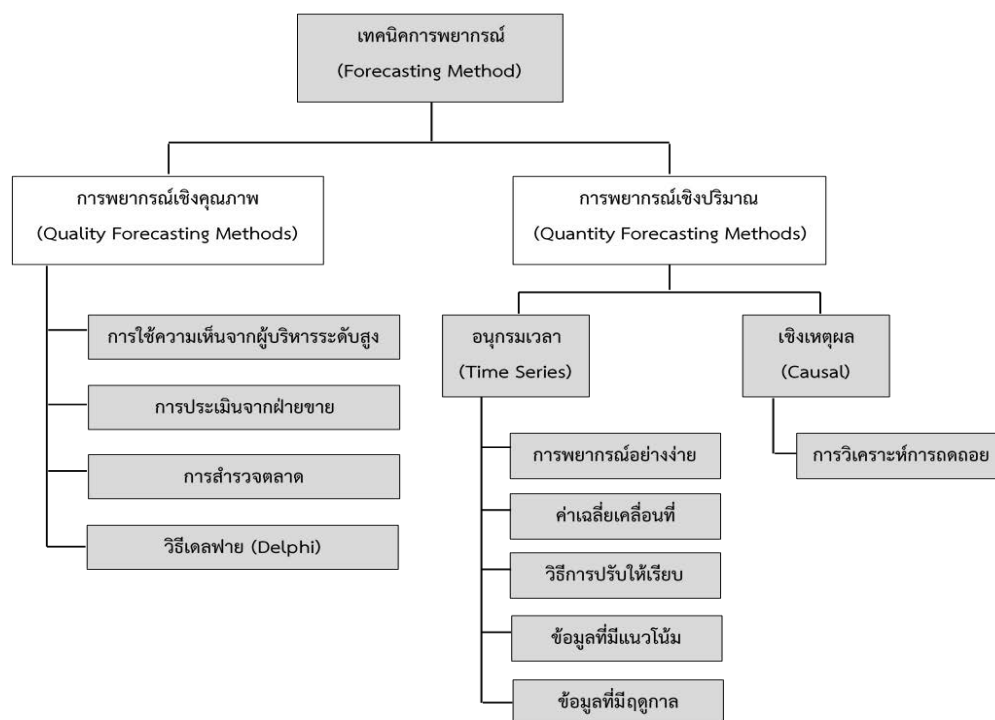 เทคนิคการพยากรณ์
(Forecasting Method)
การพยากรณ์เชิงคุณภาพ
(Quality Forecasting Methods)
การใช้ความเห็นจากผู้บริหารระดับสูง
การประเมินจากฝ่ายขาย
การสำรวจตลาด
วิธีเดลฟาย (Delphi)
การพยากรณ์เชิงปริมาณ
(Quantity Forecasting Methods)
อนุกรมเวลา
(Time Series)
การพยากรณ์อย่างง่าย
ค่าเฉลี่ยเคลื่อนที่
วิธีการปรับให้เรียบ
ข้อมูลที่มีแนวโน้ม
ข้อมูลที่มีฤดูกาล
เชิงเหตุผล
(Causal)
การวิเคราะห์การถดถอย